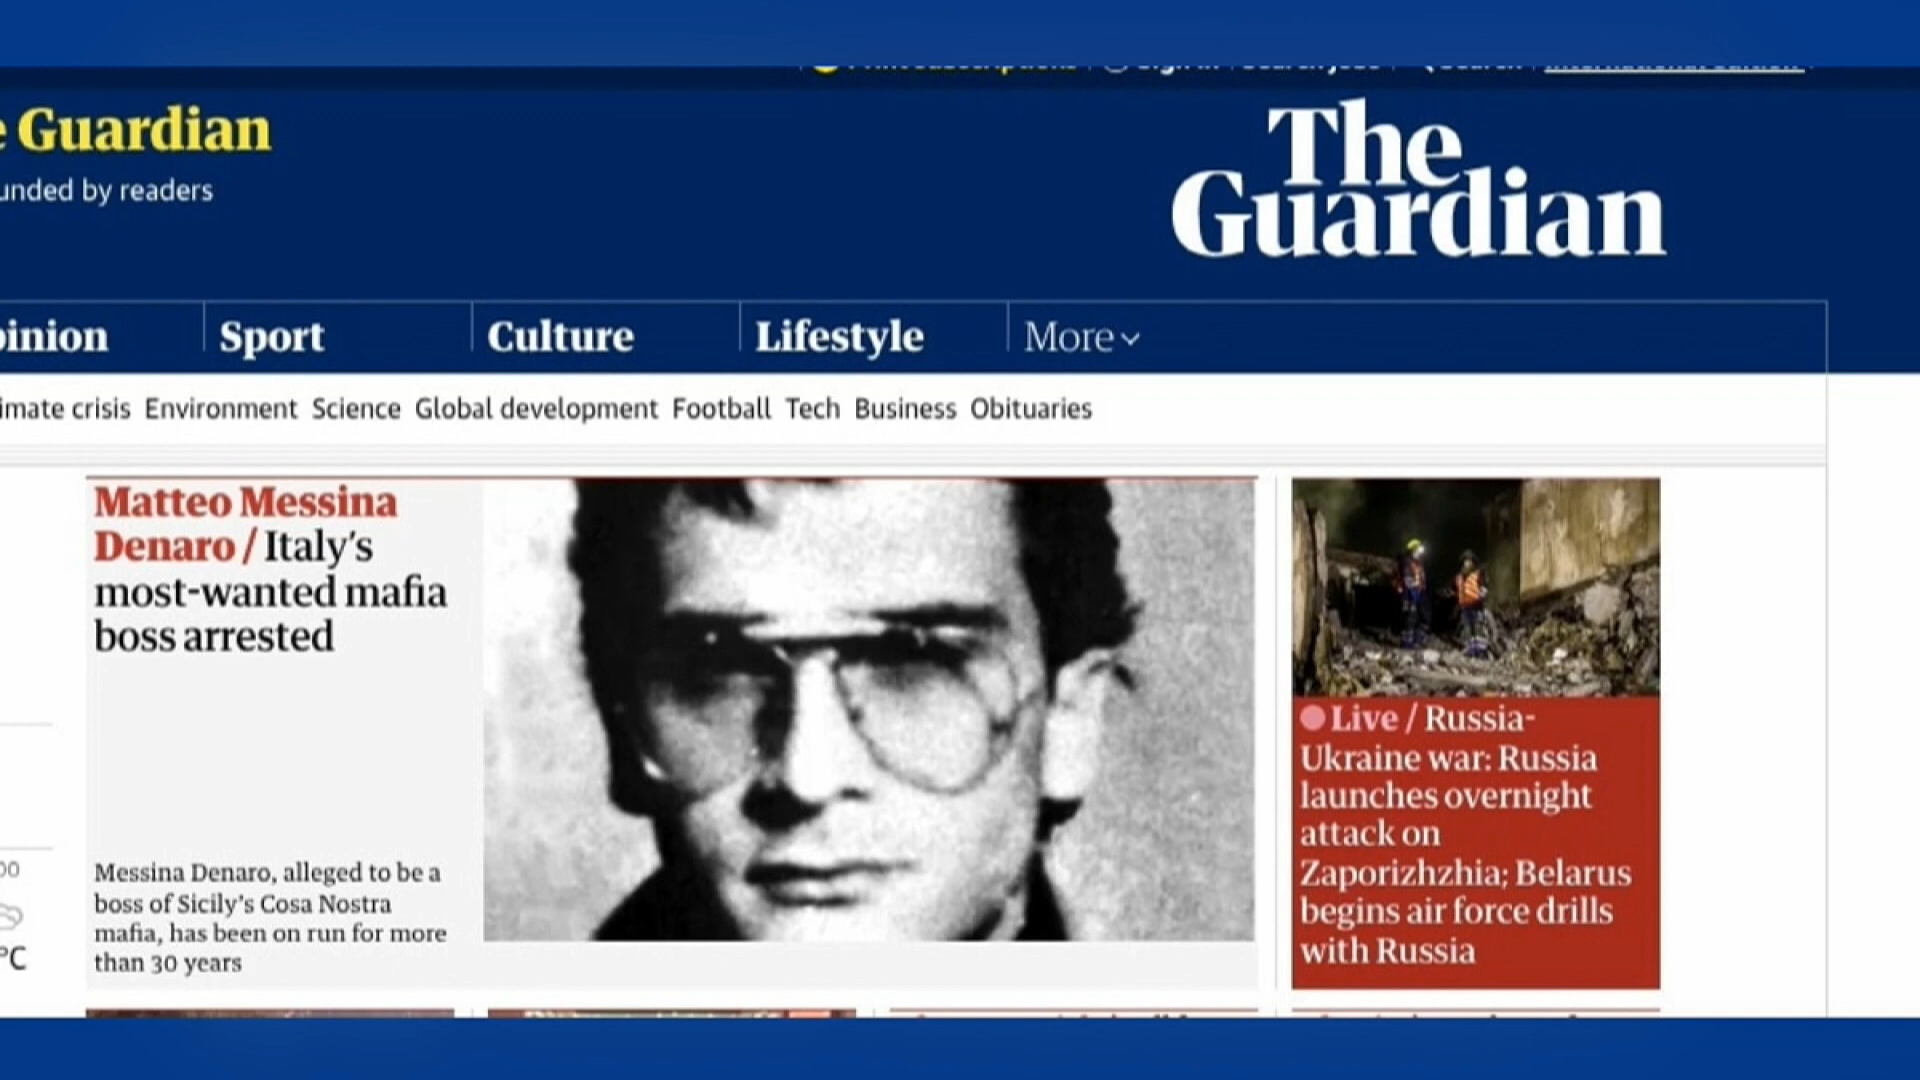 Guardian
by readers
The
Guardian
Sport
Culture
Lifestyle
More
crisis Environment Science Global development Football Tech Business Obituaries
Matteo Messina
Denaro / Italy's
most-wanted mafia
boss arrested
Messina Denaro, alleged to be a
boss of Sicily's Cosa Nostra
mafia, has been on run for more
than 30 years
Live / Russia-
Ukraine war: Russia
launches overnight
attack on
Zaporizhzhia; Belarus
begins air force drills
with Russia
°C